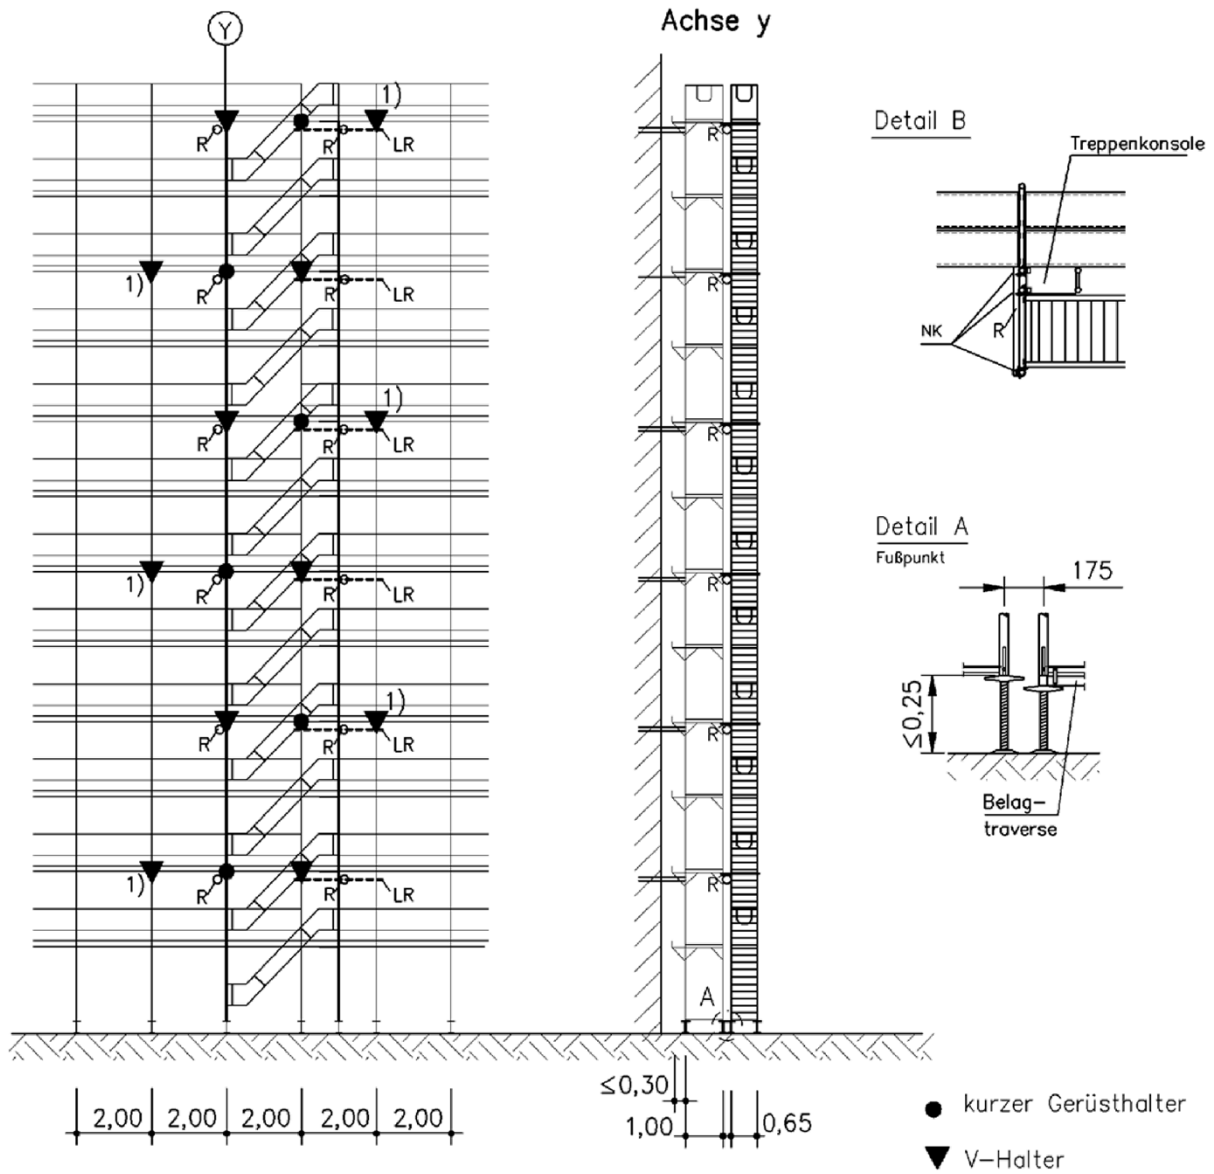 Y
Achse y
1)
R R LR
R
Detail B
Treppenkonsole
NK R
1)
R R LR
R
1)
R R LR
R
Detail A
Fußpunkt
175
≤0,25
Belag-
traverse
1)
R R LR
R
1)
R R LR
R
1)
R R LR
R
A
2,00 2,00 2,00 2,00 2,00
≤0,30
1,00 0,65
kurzer Gerüsthalter
V-Halter